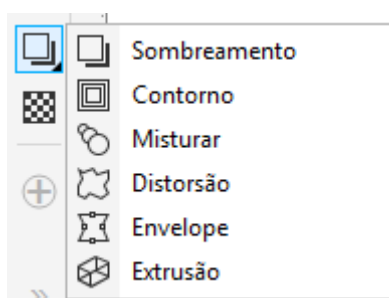 Sombreamento
Contorno
Misturar
Distorsão
Envelope
Extrusão